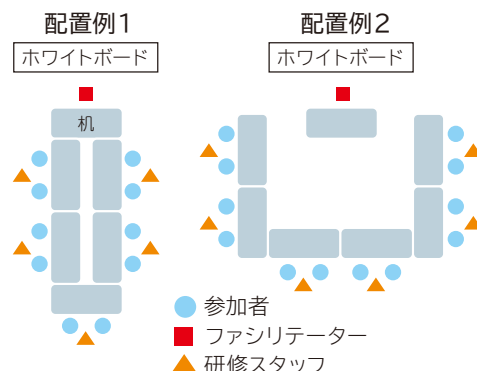 配置例1
ホワイトボード
机
配置例2
ホワイトボード
参加者
ファシリテーター
研修スタッフ